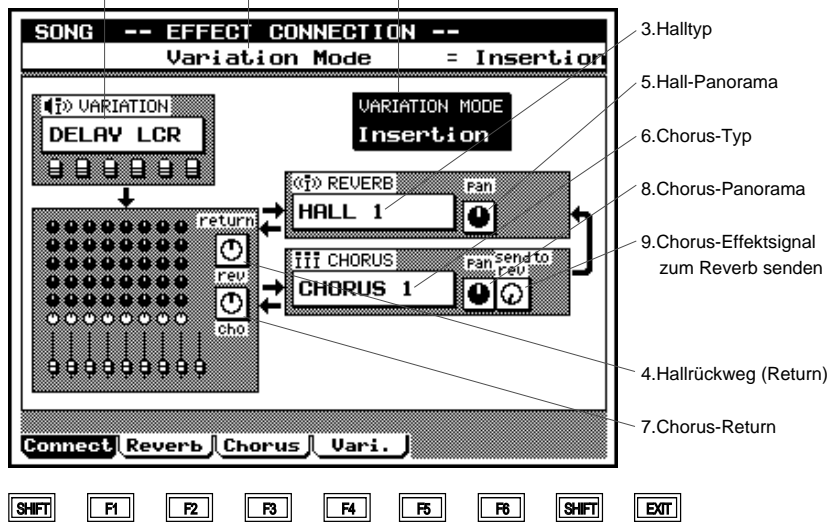 SONG -- EFFECT CONNECTION --
Variation Mode = Insertion
VARIATION
DELAY LCR
VARIATION MODE
Insertion
REVERB
pan
HALL 1
return
rev
cho
CHORUS
pan
sendto
rev
CHORUS 1
Connect Reverb Chorus Vari.
3.Halltyp
5.Hall-Panorama
6.Chorus-Typ
8.Chorus-Panorama
9.Chorus-Effektsignal
zum Reverb senden
4.Hallrückweg (Return)
7.Chorus-Return
SHIFT F1 F2 F3 F4 F5 F6 SHIFT EXIT